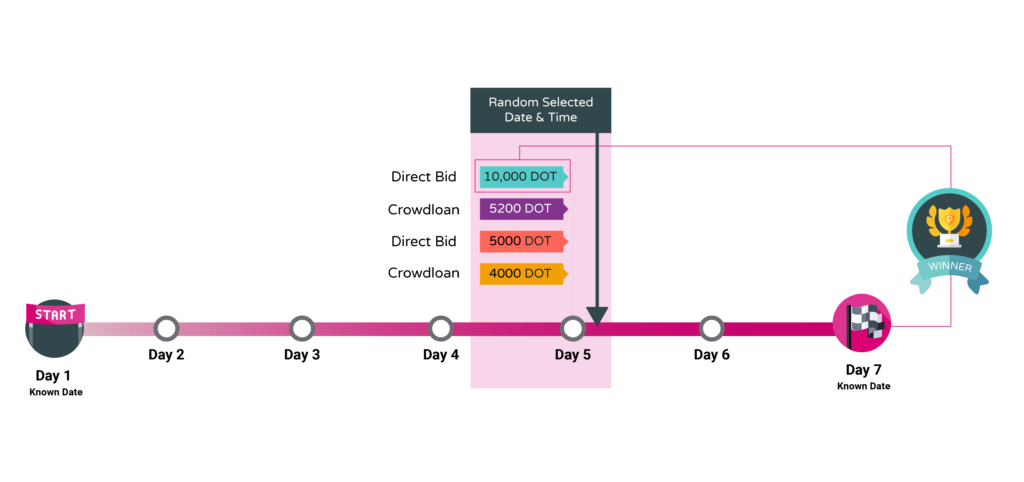 Random Selected
Date & Time
Direct Bid 10,000 DOT
Crowdloan 5200 DOT
Direct Bid 5000 DOT
Crowdloan 4000 DOT
WINNER
START
Day 1
Known Date
Day 2
Day 3
Day 4
Day 5
Day 6
Day 7
Known Date